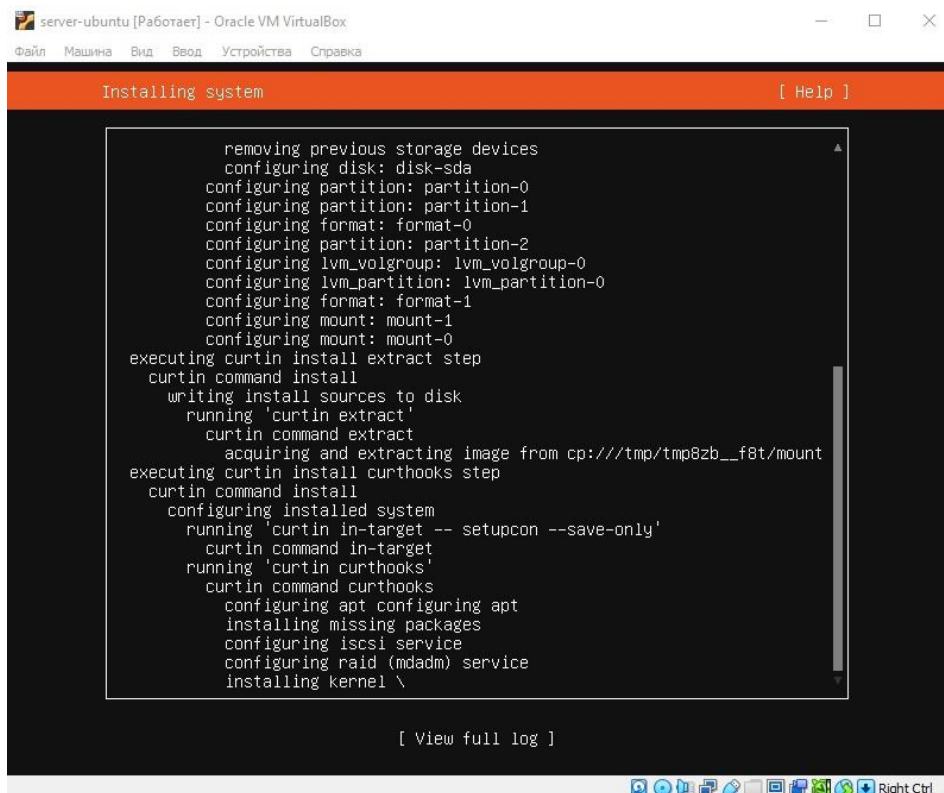 server-ubuntu [Работает] - Oracle VM VirtualBox
Файл Машина Вид Ввод Устройства Справка
Installing system [ Help ]
removing previous storage devices
configuring disk: disk-sda
configuring partition: partition-0
configuring partition: partition-1
configuring format: format-0
configuring partition: partition-2
configuring lvm_volgroup: lvm_volgroup-0
configuring lvm_partition: lvm_partition-0
configuring format: format-1
configuring mount: mount-1
configuring mount: mount-0
executing curtin install extract step
curtin command install
writing install sources to disk
running 'curtin extract'
curtin command extract
acquiring and extracting image from cp:///tmp/tmp8zb__f8t/mount
executing curtin install curthooks step
curtin command install
configuring installed system
running 'curtin in-target -- setupcon --save-only'
curtin command in-target
running 'curtin curthooks'
curtin command curthooks
configuring apt configuring apt
installing missing packages
configuring iscsi service
configuring raid (mdadm) service
installing kernel \
[ View full log ]
Right Ctrl